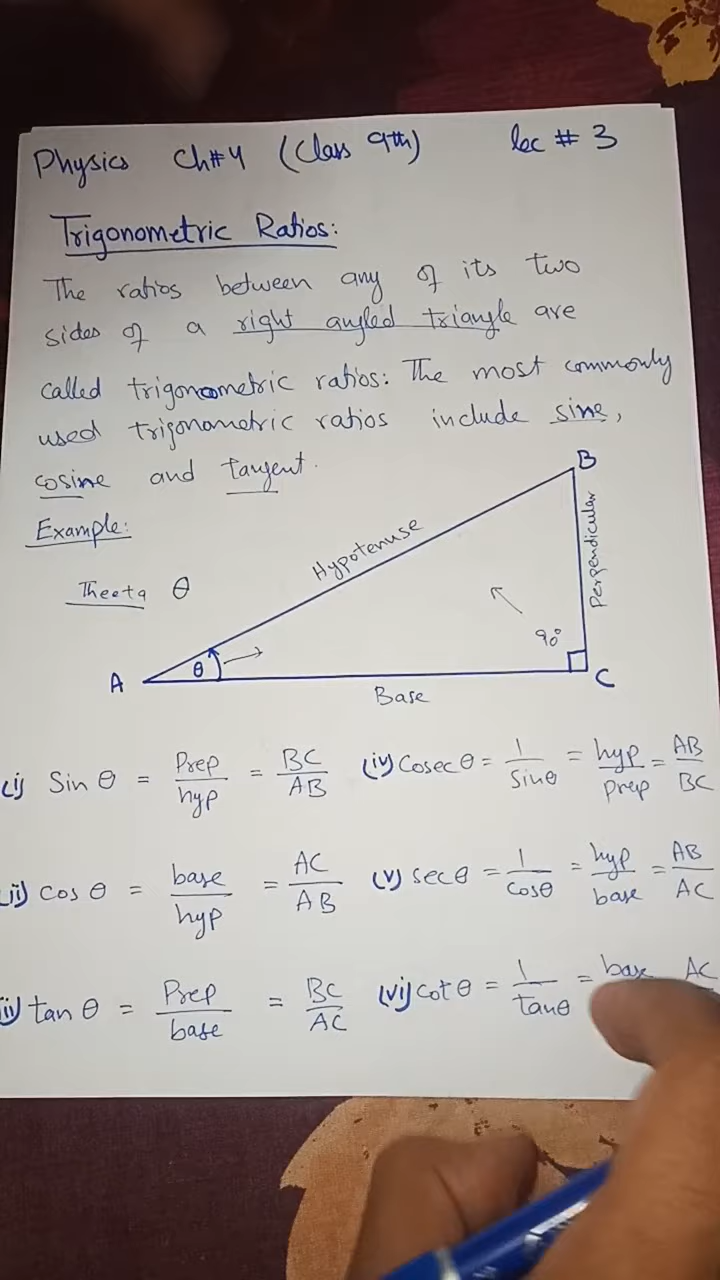 Physics Ch#4 (Class 9th) lec # 3
Trigonometric Ratios:
The ratios between any of its two
sides of a right angled triangle are
called trigonometric ratios: The most commonly
used trigonometric ratios include sine,
cosine and tangent.
Example:
Theeta θ
Hypotenuse
B
Perpendicular
90°
A
θ
C
Base
(i) Sin θ = Prep/hyp = BC/AB (iv) Cosec θ = 1/Sinθ = hyp/prep = AB/BC
(ii) Cos θ = base/hyp = AC/AB (v) sec θ = 1/Cosθ = hyp/base = AB/AC
(iii) tan θ = Prep/base = BC/AC (vi) cot θ = 1/tanθ = base AC